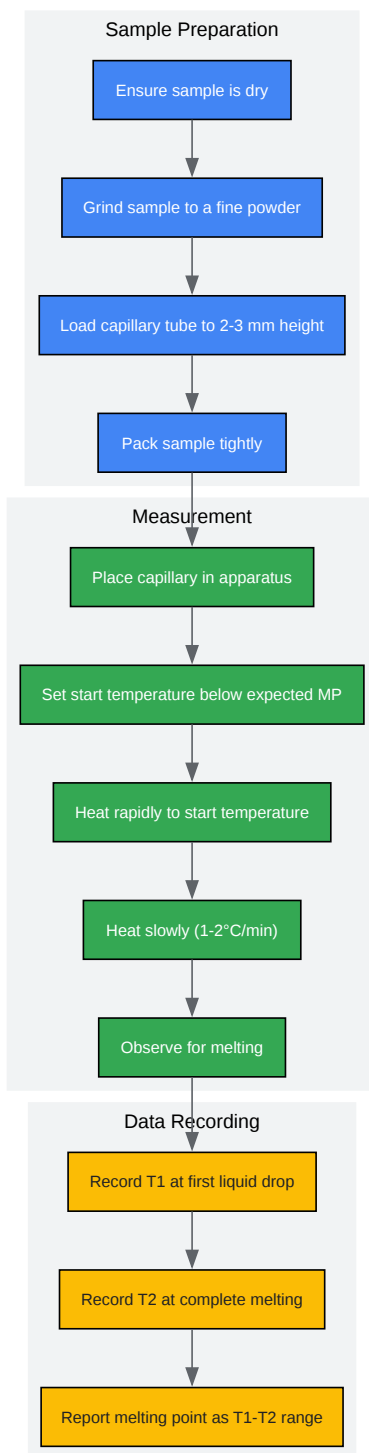 Sample Preparation
Ensure sample is dry
Grind sample to a fine powder
Load capillary tube to 2-3 mm height
Pack sample tightly
Measurement
Place capillary in apparatus
Set start temperature below expected MP
Heat rapidly to start temperature
Heat slowly (1-2°C/min)
Observe for melting
Data Recording
Record T1 at first liquid drop
Record T2 at complete melting
Report melting point as T1-T2 range